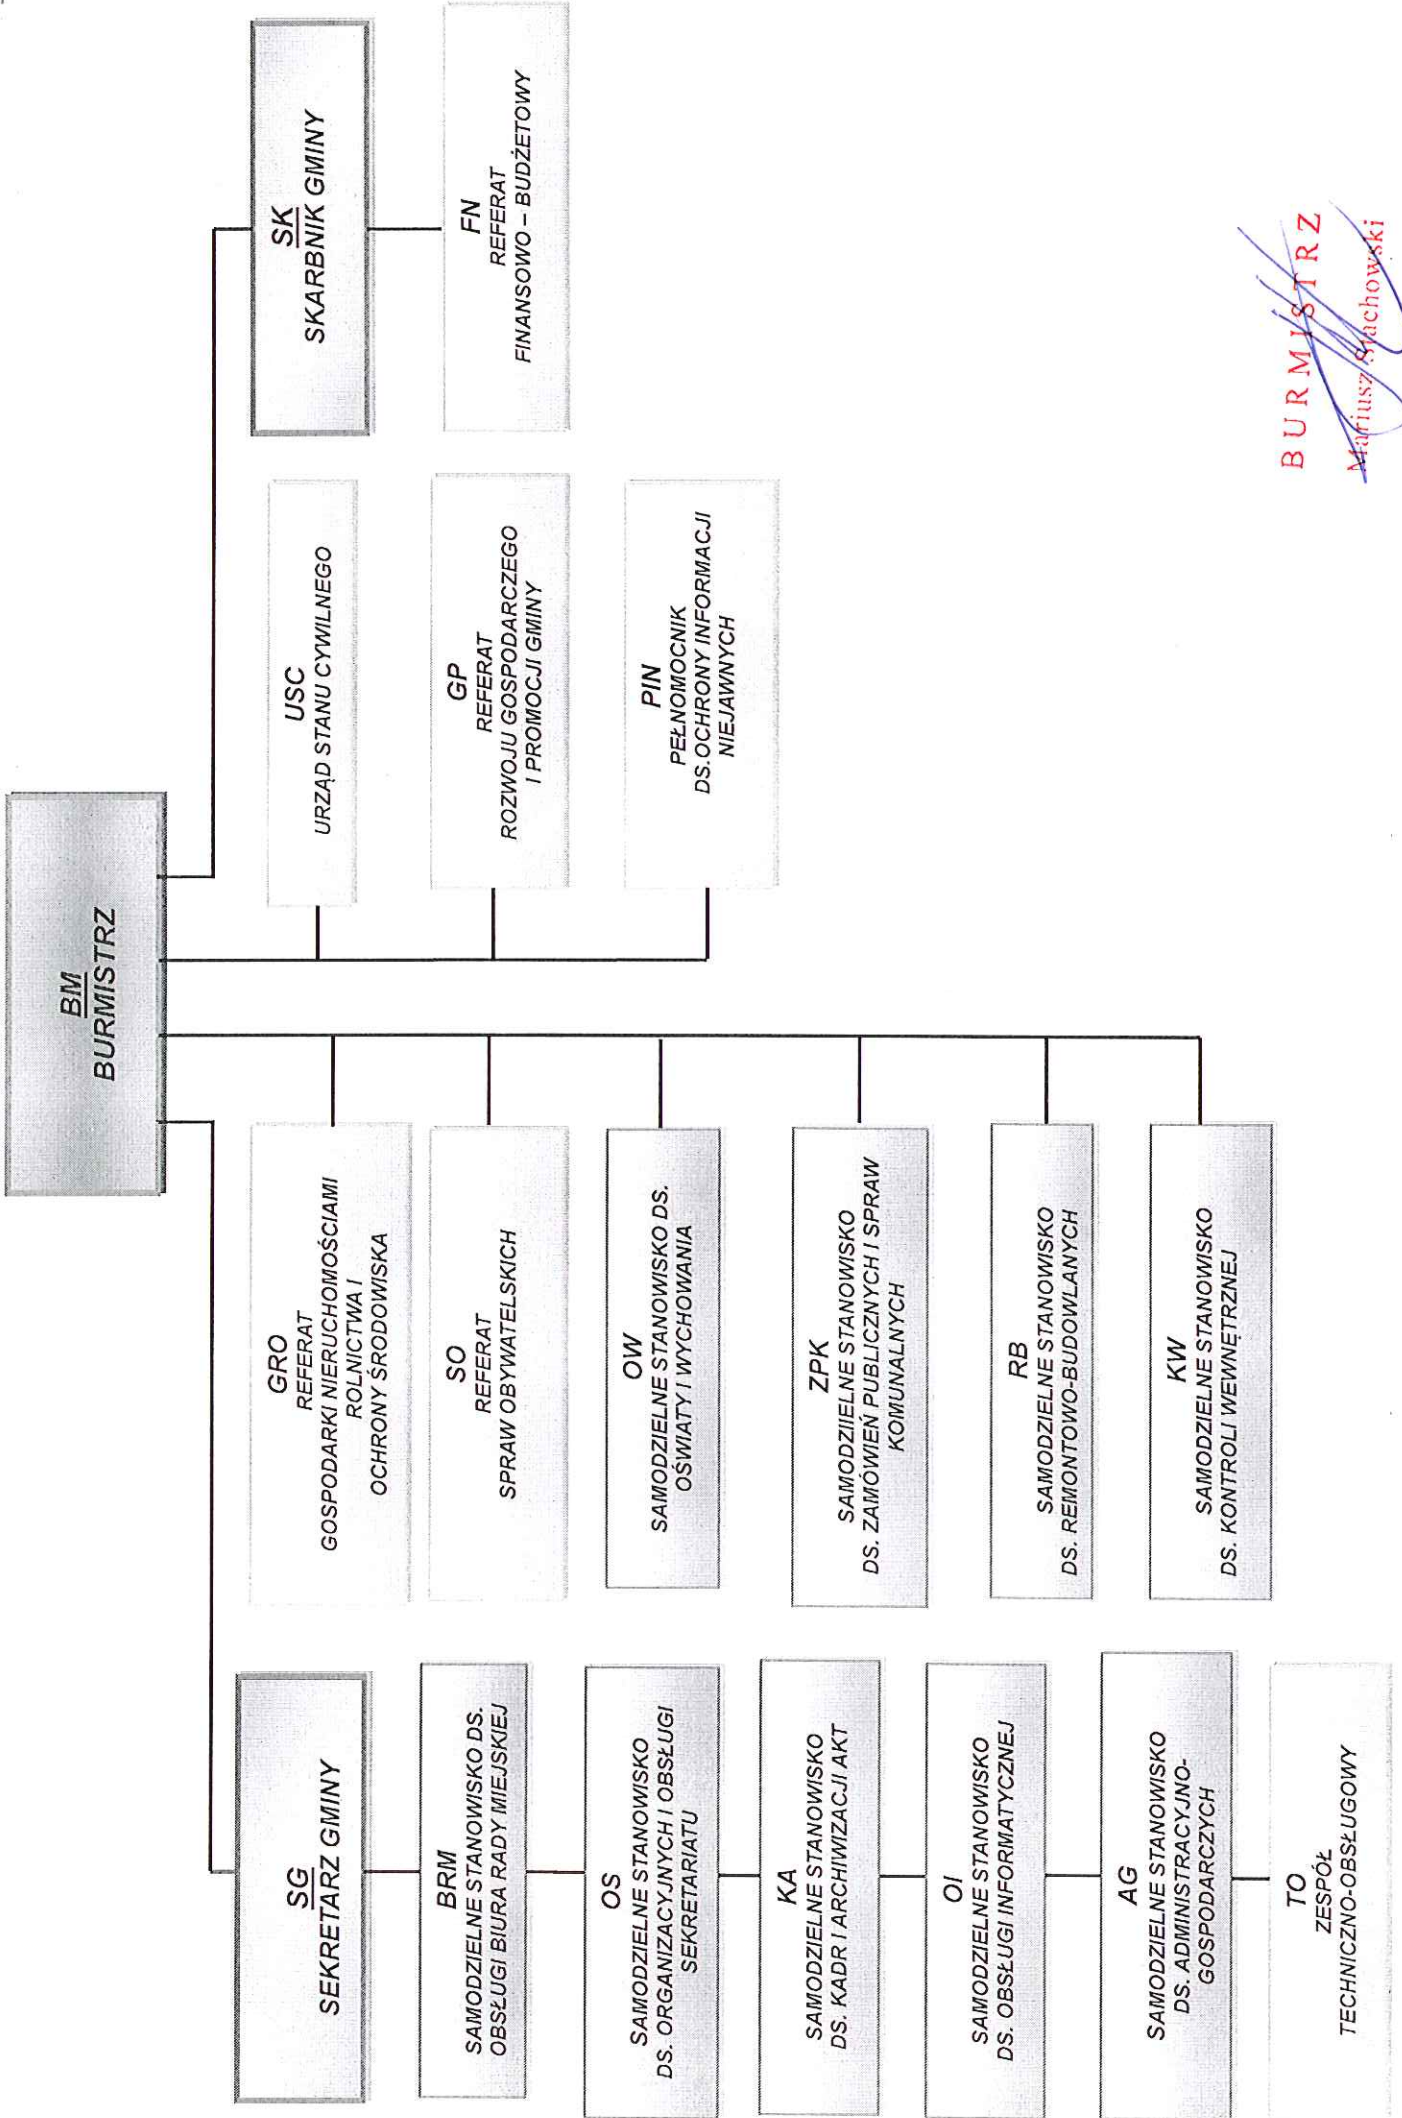 BM
BURMISTRZ
SG
SEKRETARZ GMINY
BRM
SAMODZIELNE STANOWISKO DS.
OBSŁUGI BIURA RADY MIEJSKIEJ
OS
SAMODZIELNE STANOWISKO
DS. ORGANIZACYJNYCH I OBSŁUGI
SEKRETARIATU
KA
SAMODZIELNE STANOWISKO
DS. KADR I ARCHIWIZACJI AKT
OI
SAMODZIELNE STANOWISKO
DS. OBSŁUGI INFORMATYCZNEJ
AG
SAMODZIELNE STANOWISKO
DS. ADMINISTRACYJNO-
GOSPODARCZYCH
TO
ZESPÓŁ
TECHNICZNO-OBSŁUGOWY
GRO
REFERAT
GOSPODARKI NIERUCHOMOŚCIAMI
ROLNICTWA I
OCHRONY ŚRODOWISKA
SO
REFERAT
SPRAW OBYWATELSKICH
OW
SAMODZIELNE STANOWISKO DS.
OŚWIATY I WYCHOWANIA
ZPK
SAMODZIIELNE STANOWISKO
DS. ZAMÓWIEŃ PUBLICZNYCH I SPRAW
KOMUNALNYCH
RB
SAMODZIELNE STANOWISKO
DS. REMONTOWO-BUDOWLANYCH
KW
SAMODZIELNE STANOWISKO
DS. KONTROLI WEWNĘTRZNEJ
USC
URZĄD STANU CYWILNEGO
GP
REFERAT
ROZWOJU GOSPODARCZEGO
I PROMOCJI GMINY
PIN
PEŁNOMOCNIK
DS. OCHRONY INFORMACJI
NIEJAWNYCH
SK
SKARBNIK GMINY
FN
REFERAT
FINANSOWO – BUDŻETOWY
BURMISTRZ
Mariusz Stachowski